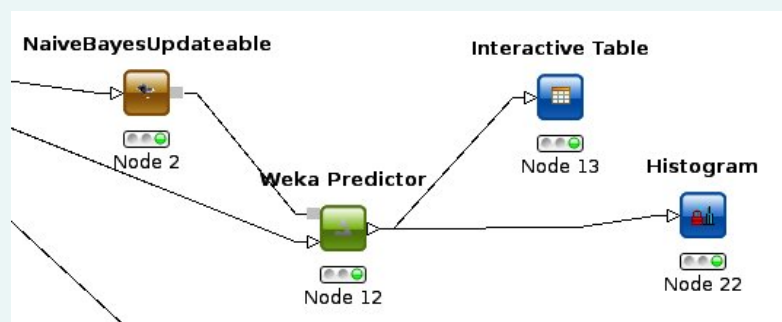 NaiveBayesUpdateable
Node 2
Interactive Table
Node 13
Weka Predictor
Node 12
Histogram
Node 22